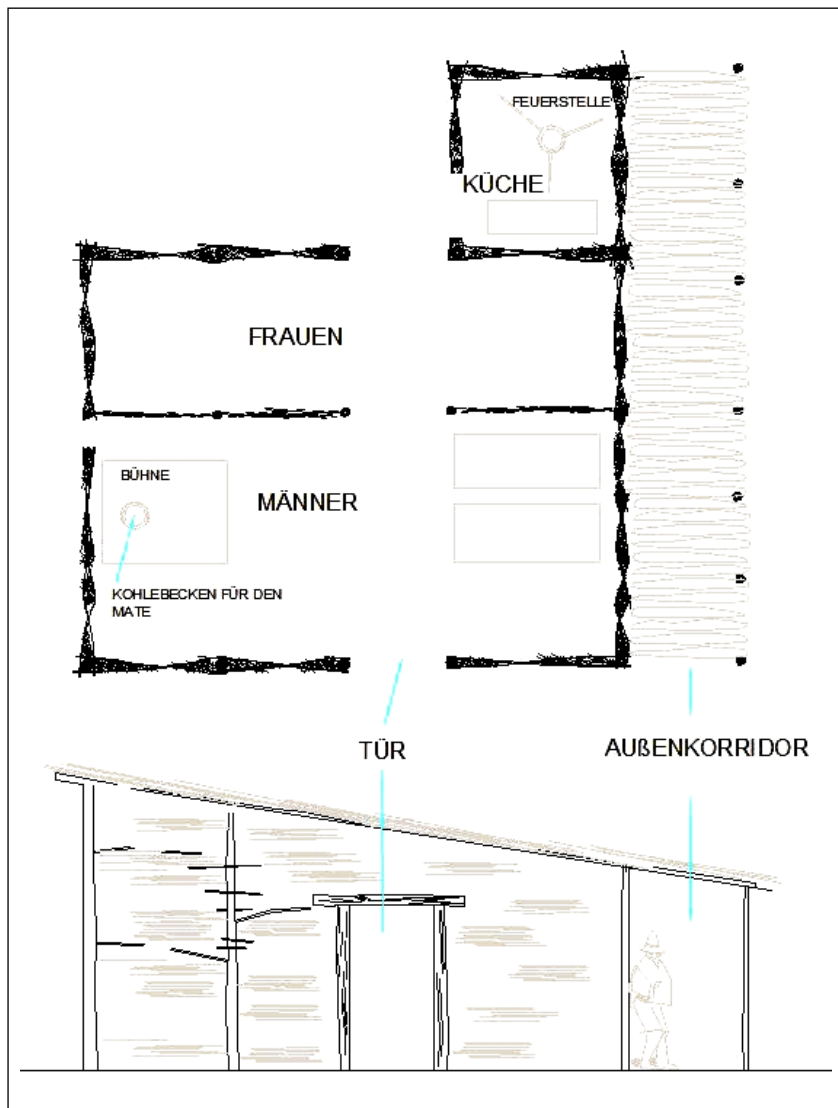 FEUERSTELLE
KÜCHE
FRAUEN
BÜHNE
MÄNNER
KOHLEBECKEN FÜR DEN
MATE
TÜR
AUßENKORRIDOR